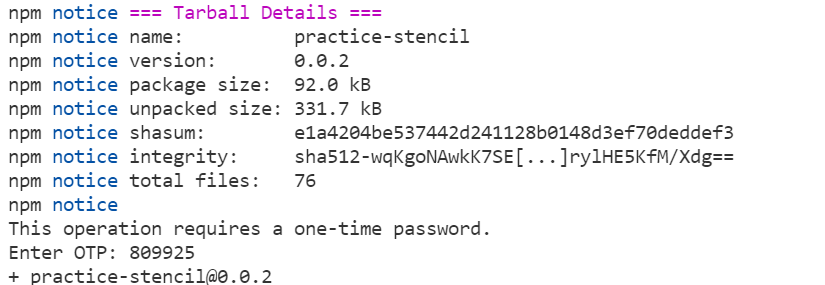 npm notice === Tarball Details ===
npm notice name:          practice-stencil
npm notice version:       0.0.2
npm notice package size:  92.0 kB
npm notice unpacked size: 331.7 kB
npm notice shasum:        e1a4204be537442d241128b0148d3ef70deddef3
npm notice integrity:     sha512-wqKgoNAwkK7SE[...]rylHE5KfM/Xdg==
npm notice total files:   76
npm notice
This operation requires a one-time password.
Enter OTP: 809925
+ practice-stencil@0.0.2